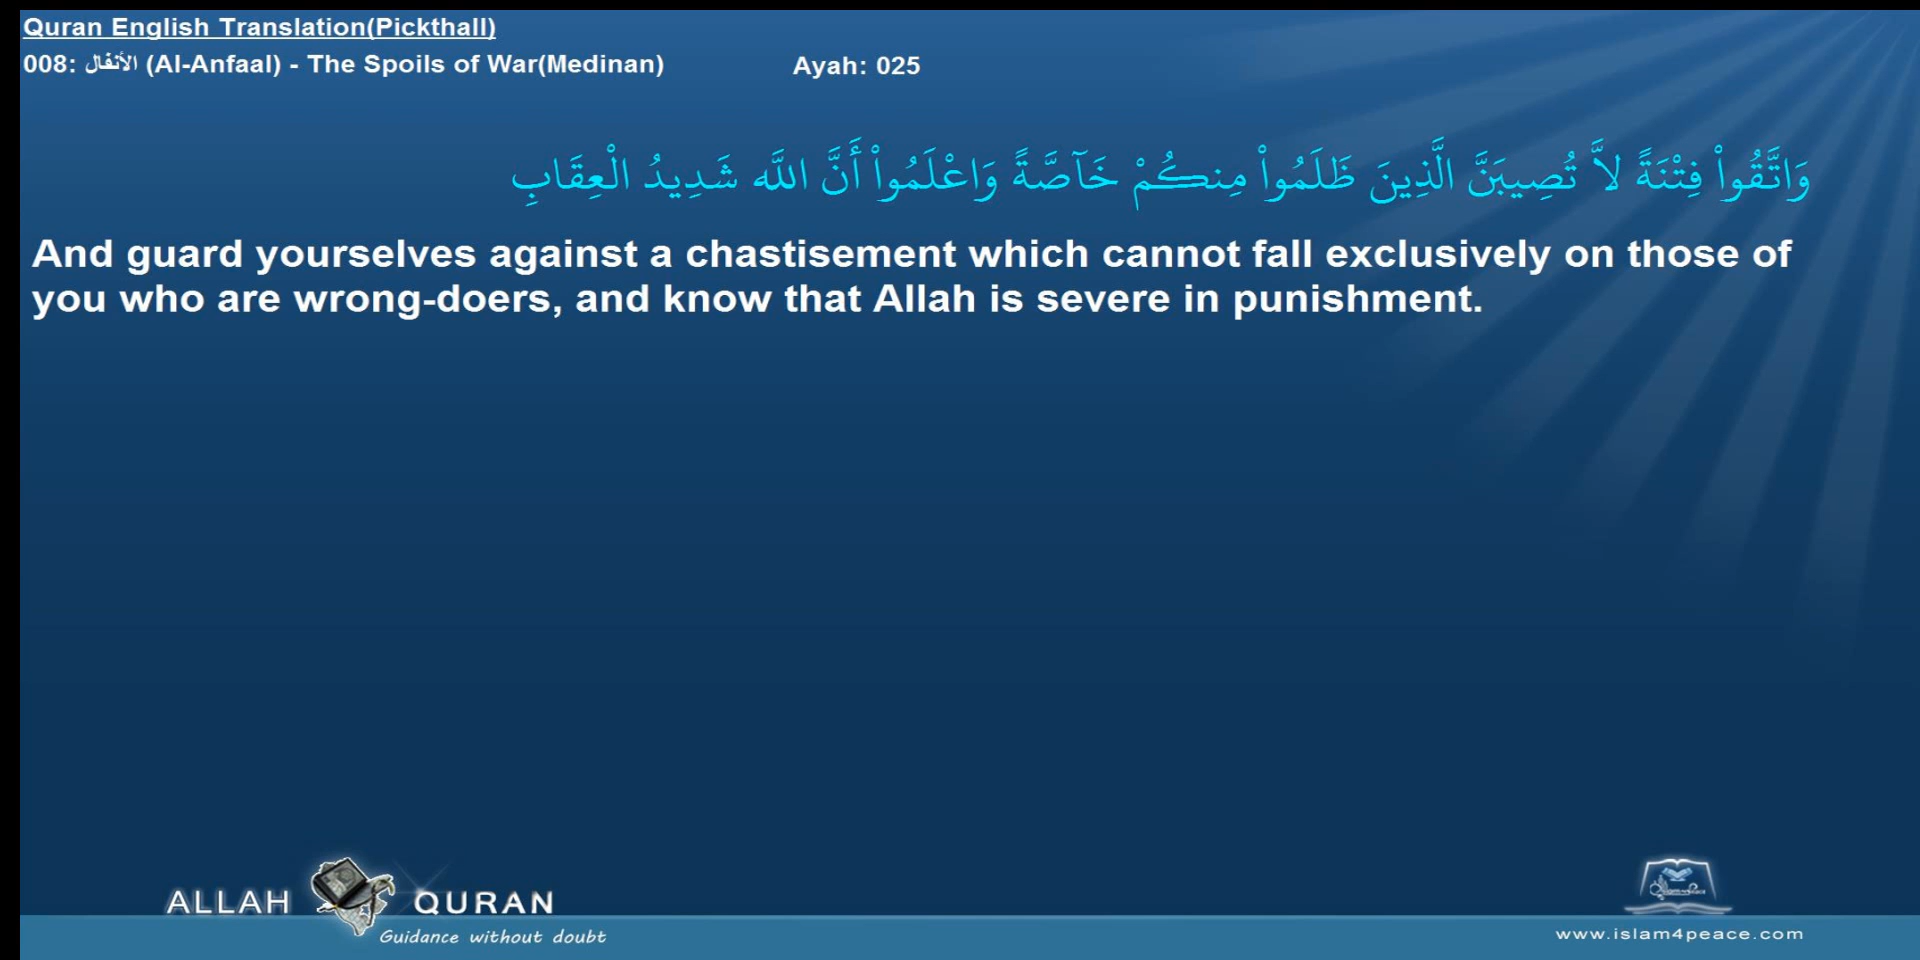 Quran English Translation(Pickthall)
008: الأنفال (Al-Anfaal) - The Spoils of War(Medinan) Ayah: 025
وَاتَّقُواْ فِتْنَةً لاَّ تُصِيبَنَّ الَّذِينَ ظَلَمُواْ مِنكُمْ خَآصَّةً وَاعْلَمُواْ أَنَّ اللَّه شَدِيدُ الْعِقَابِ
And guard yourselves against a chastisement which cannot fall exclusively on those of
you who are wrong-doers, and know that Allah is severe in punishment.
ALLAH QURAN
Guidance without doubt
www.islam4peace.com